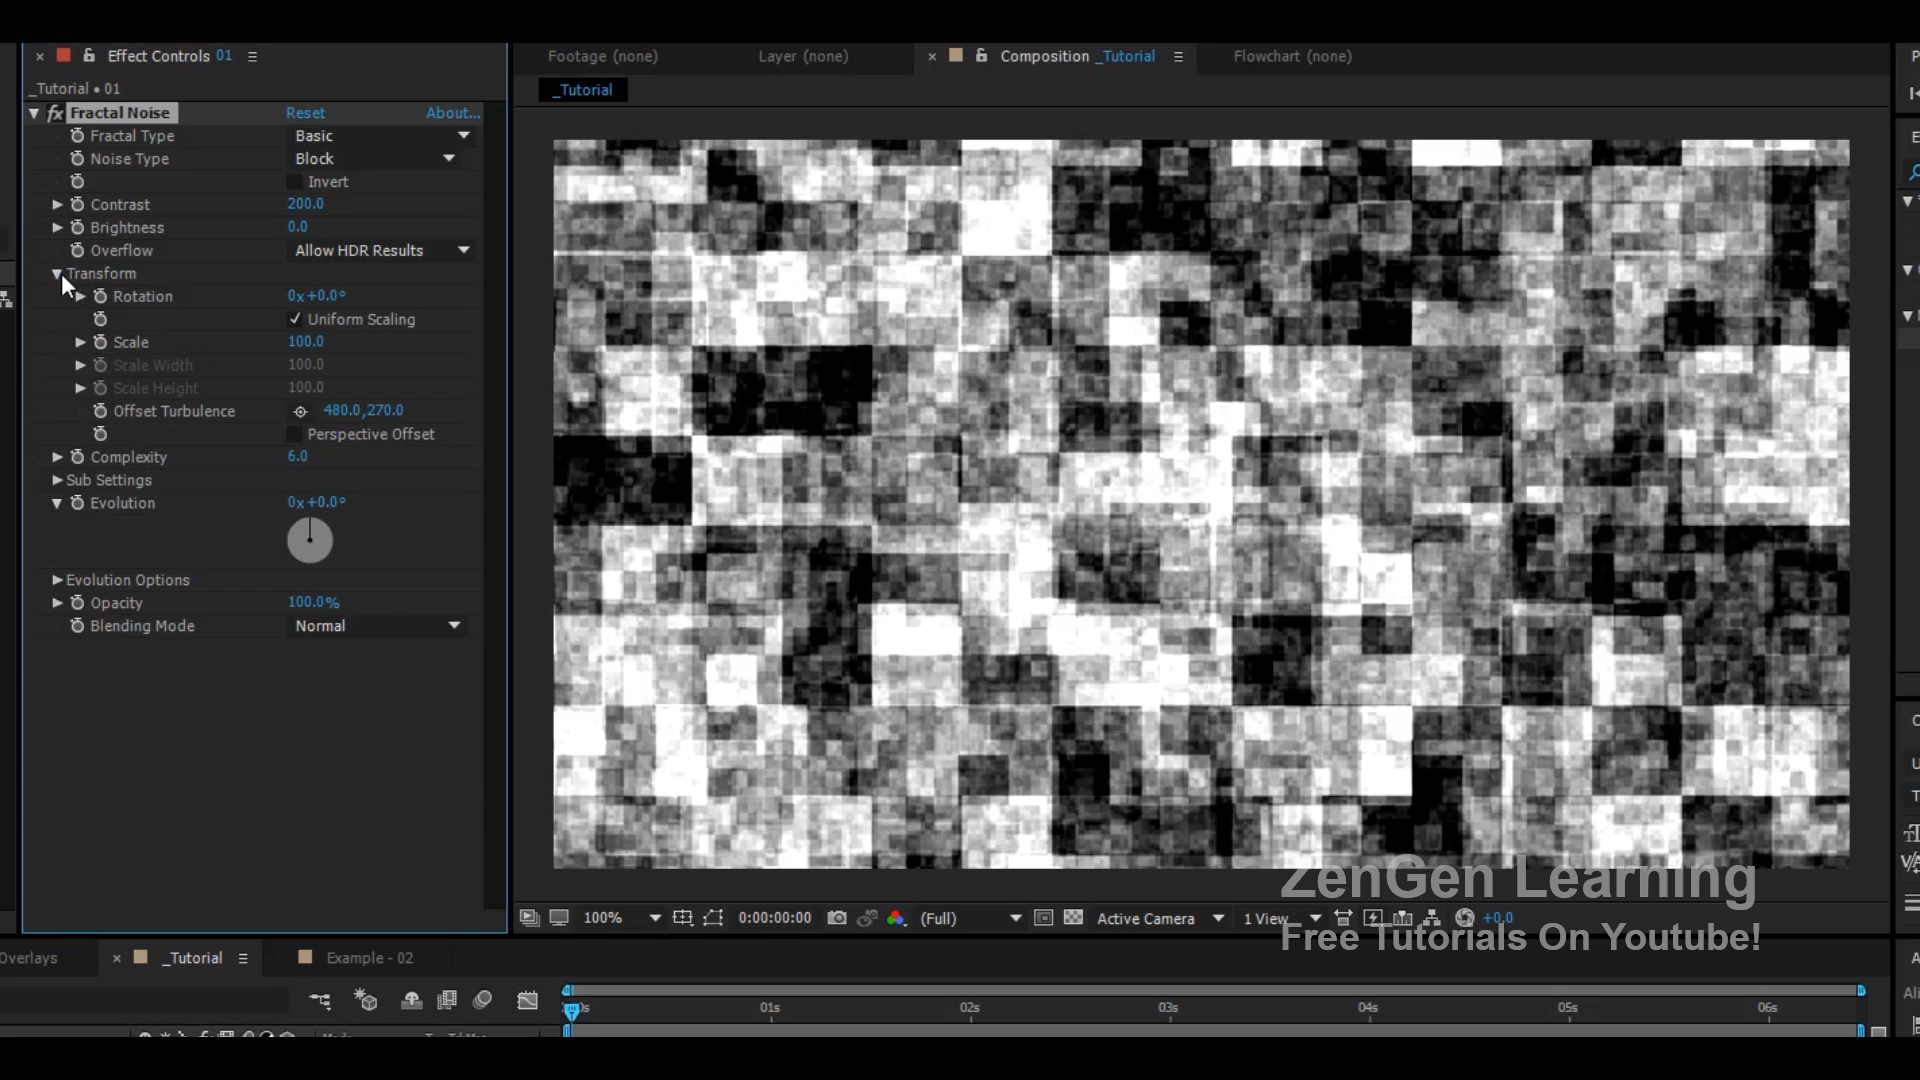 Effect Controls 01
Footage (none)
Layer (none)
Composition _Tutorial
Flowchart (none)
_Tutorial • 01
_Tutorial
fx Fractal Noise
Reset
About...
Fractal Type
Basic
Noise Type
Block
Invert
Contrast
200.0
Brightness
0.0
Overflow
Allow HDR Results
Transform
Rotation
0x+0.0°
Uniform Scaling
Scale
100.0
Scale Width
100.0
Scale Height
100.0
Offset Turbulence
480.0,270.0
Perspective Offset
Complexity
6.0
Sub Settings
Evolution
0x+0.0°
Evolution Options
Opacity
100.0%
Blending Mode
Normal
ZenGen Learning
Free Tutorials On Youtube!
100%
0:00:00:00
(Full)
Active Camera
1 View
+0.0
Overlays
_Tutorial
Example - 02
01s
02s
03s
04s
05s
06s